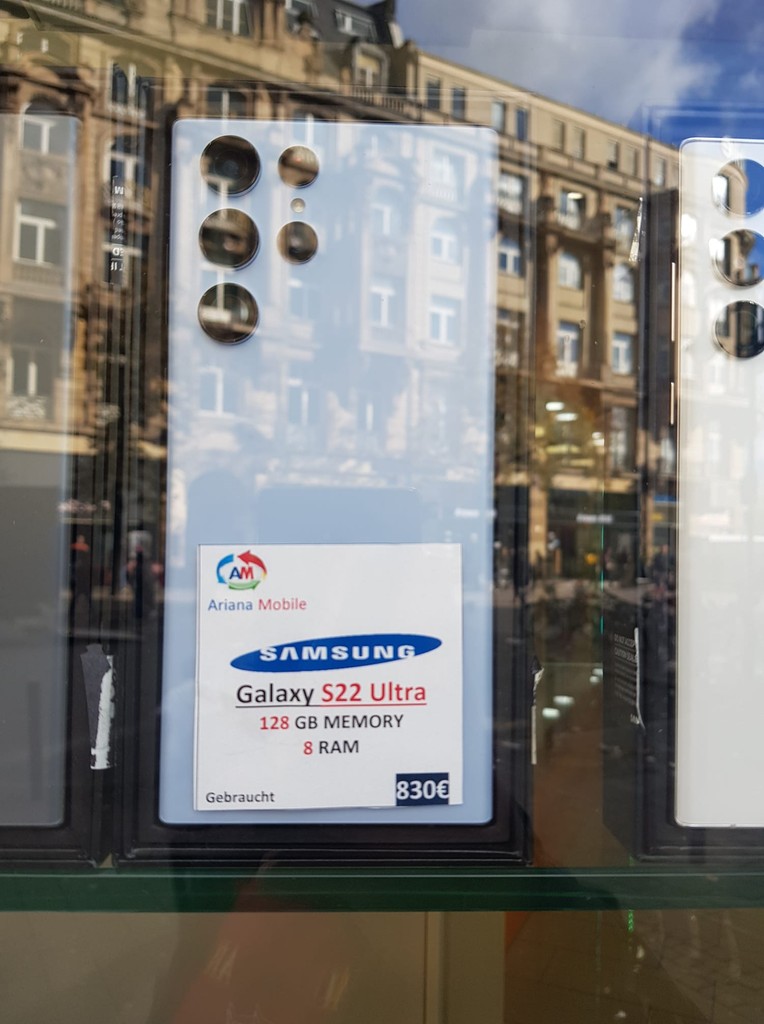 AM
Ariana Mobile
SAMSUNG
Galaxy S22 Ultra
128 GB MEMORY
8 RAM
Gebraucht
830€